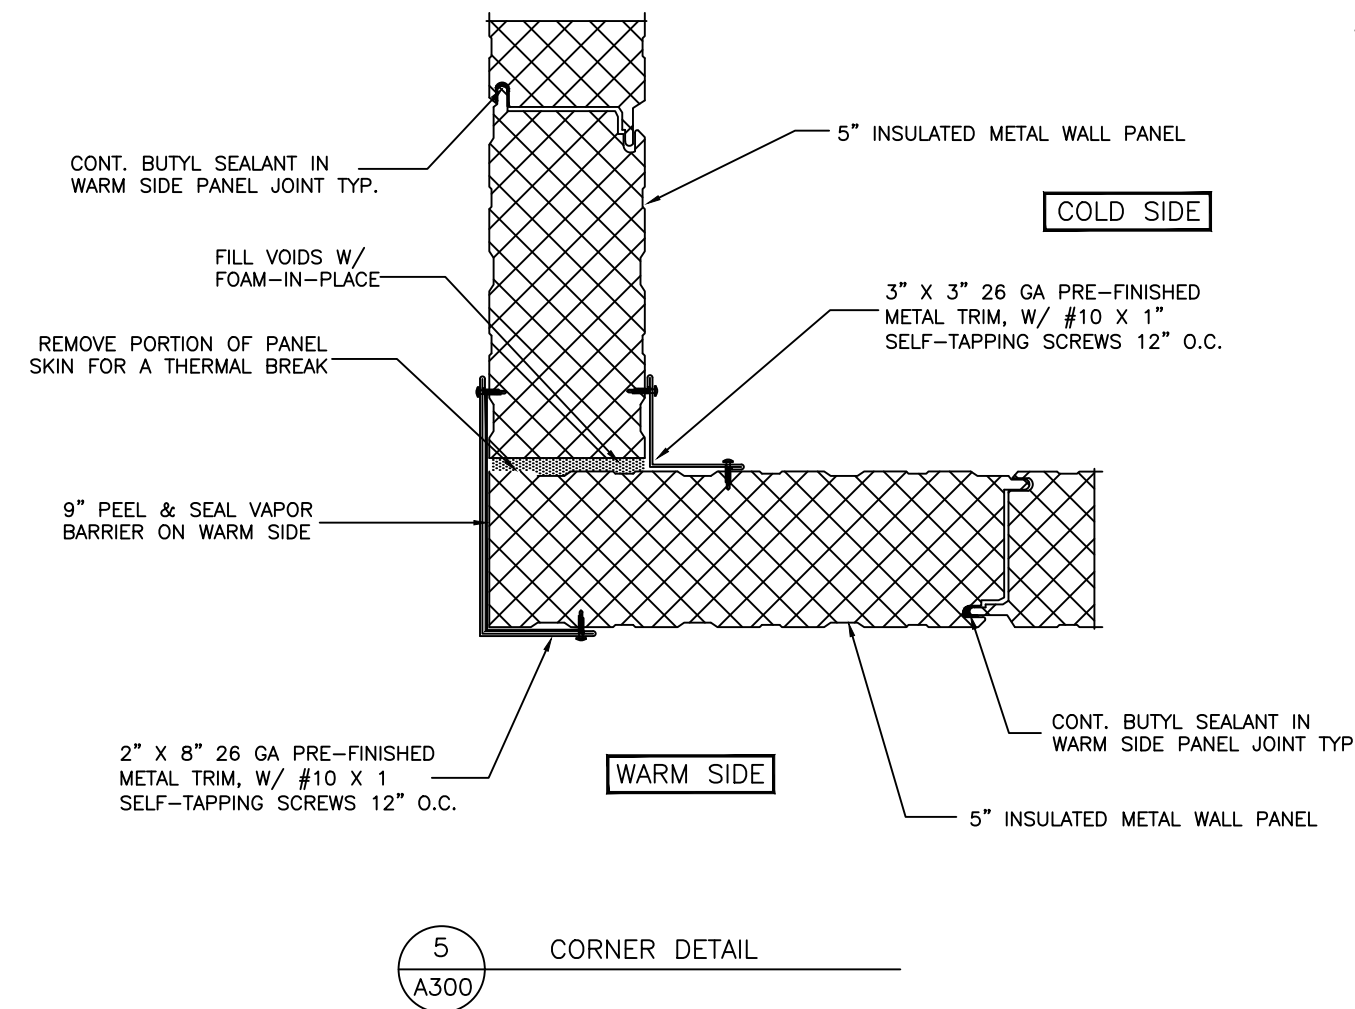 5” INSULATED METAL WALL PANEL
CONT. BUTYL SEALANT IN
WARM SIDE PANEL JOINT TYP.
COLD SIDE
FILL VOIDS W/
FOAM-IN-PLACE
3” X 3” 26 GA PRE-FINISHED
METAL TRIM, W/ #10 X 1”
SELF-TAPPING SCREWS 12” O.C.
REMOVE PORTION OF PANEL
SKIN FOR A THERMAL BREAK
9” PEEL & SEAL VAPOR
BARRIER ON WARM SIDE
CONT. BUTYL SEALANT IN
WARM SIDE PANEL JOINT TYP
2” X 8” 26 GA PRE-FINISHED
METAL TRIM, W/ #10 X 1
SELF-TAPPING SCREWS 12” O.C.
WARM SIDE
5” INSULATED METAL WALL PANEL
5
CORNER DETAIL
A300